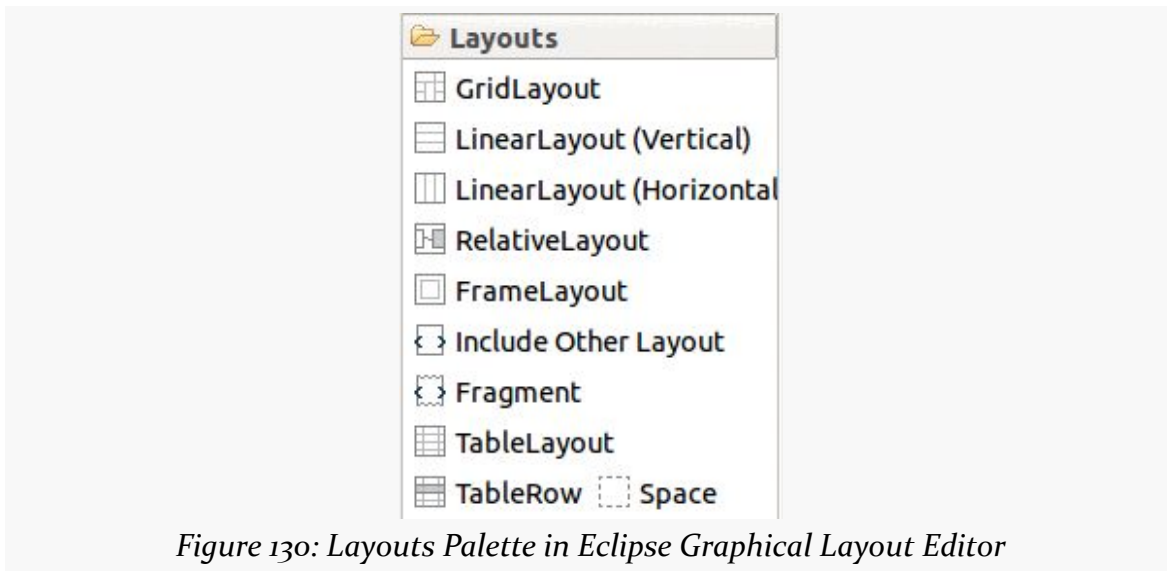 Layouts
GridLayout
LinearLayout (Vertical)
LinearLayout (Horizontal
RelativeLayout
FrameLayout
Include Other Layout
Fragment
TableLayout
TableRow Space
Figure 130: Layouts Palette in Eclipse Graphical Layout Editor